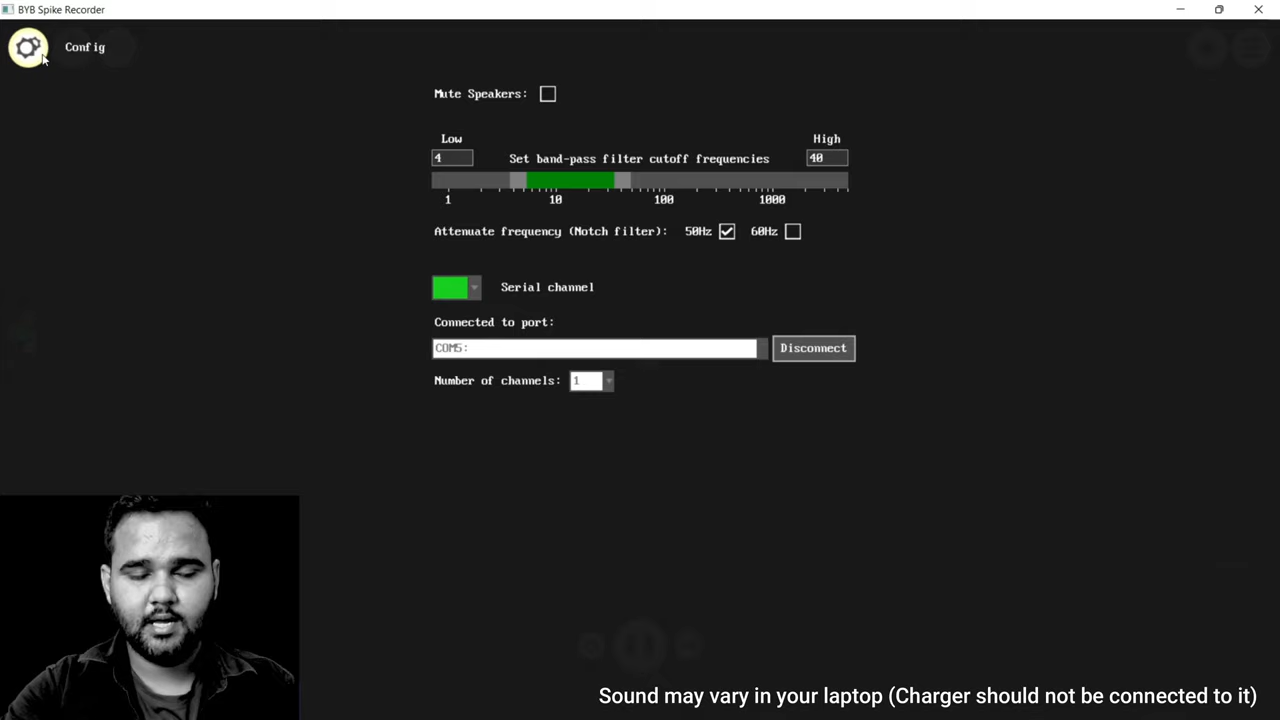 BYB Spike Recorder
Config
Mute Speakers:
Low
High
4
Set band-pass filter cutoff frequencies
40
1
10
100
1000
Attenuate frequency (Notch filter):
50Hz
60Hz
Serial channel
Connected to port:
COM5:
Disconnect
Number of channels:
1
Sound may vary in your laptop (Charger should not be connected to it)